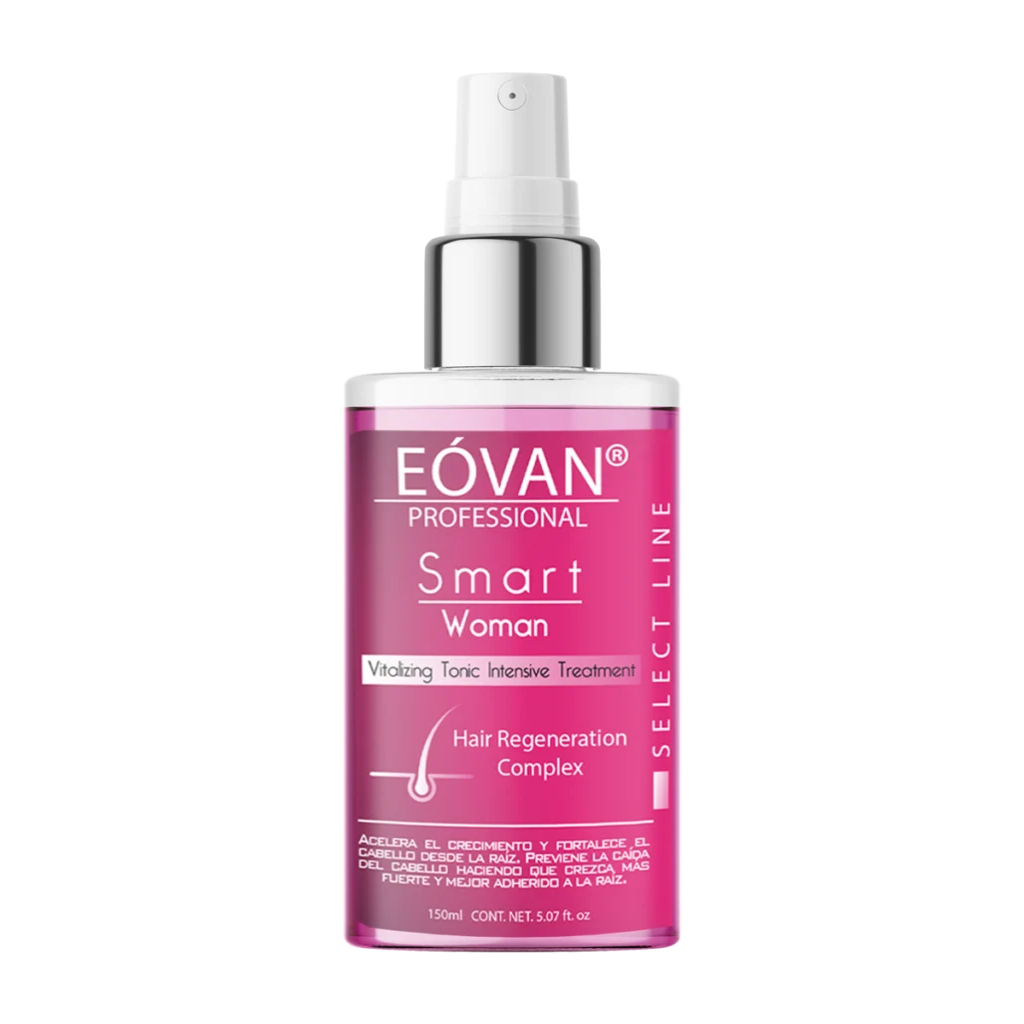 EÓVAN®
PROFESSIONAL
Smart
Woman
Vitalizing Tonic Intensive Treatment
Hair Regeneration
Complex
ACELERA EL CRECIMIENTO Y FORTALECE EL
CABELLO DESDE LA RAÍZ. PREVIENE LA CAÍDA
DEL CABELLO HACIENDO QUE CREZCA MÁS
FUERTE Y MEJOR ADHERIDO A LA RAÍZ.
150ml CONT. NET. 5.07 ft. oz
SELECT LINE